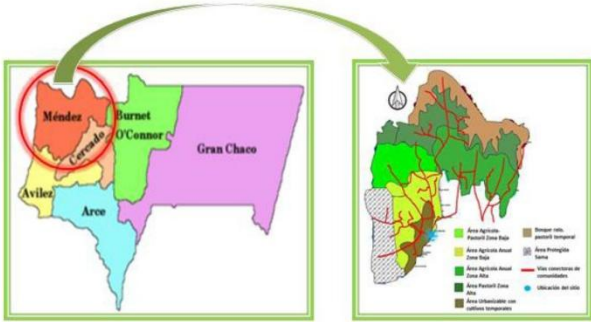 Méndez
Burnet
O'Connor
Cercado
Gran Chaco
Avilez
Arce
Área Agrícola-
Pastoril Zona Baja
Área Agrícola Anual
Zona Baja
Área Agrícola Anual
Zona Alta
Área Pastoril Zona
Alta
Área Urbanizable con
cultivos temporales
Bosque ralo,
pastoril temporal
Área Protegida
Sama
Vías conectoras de
comunidades
Ubicación del sitio